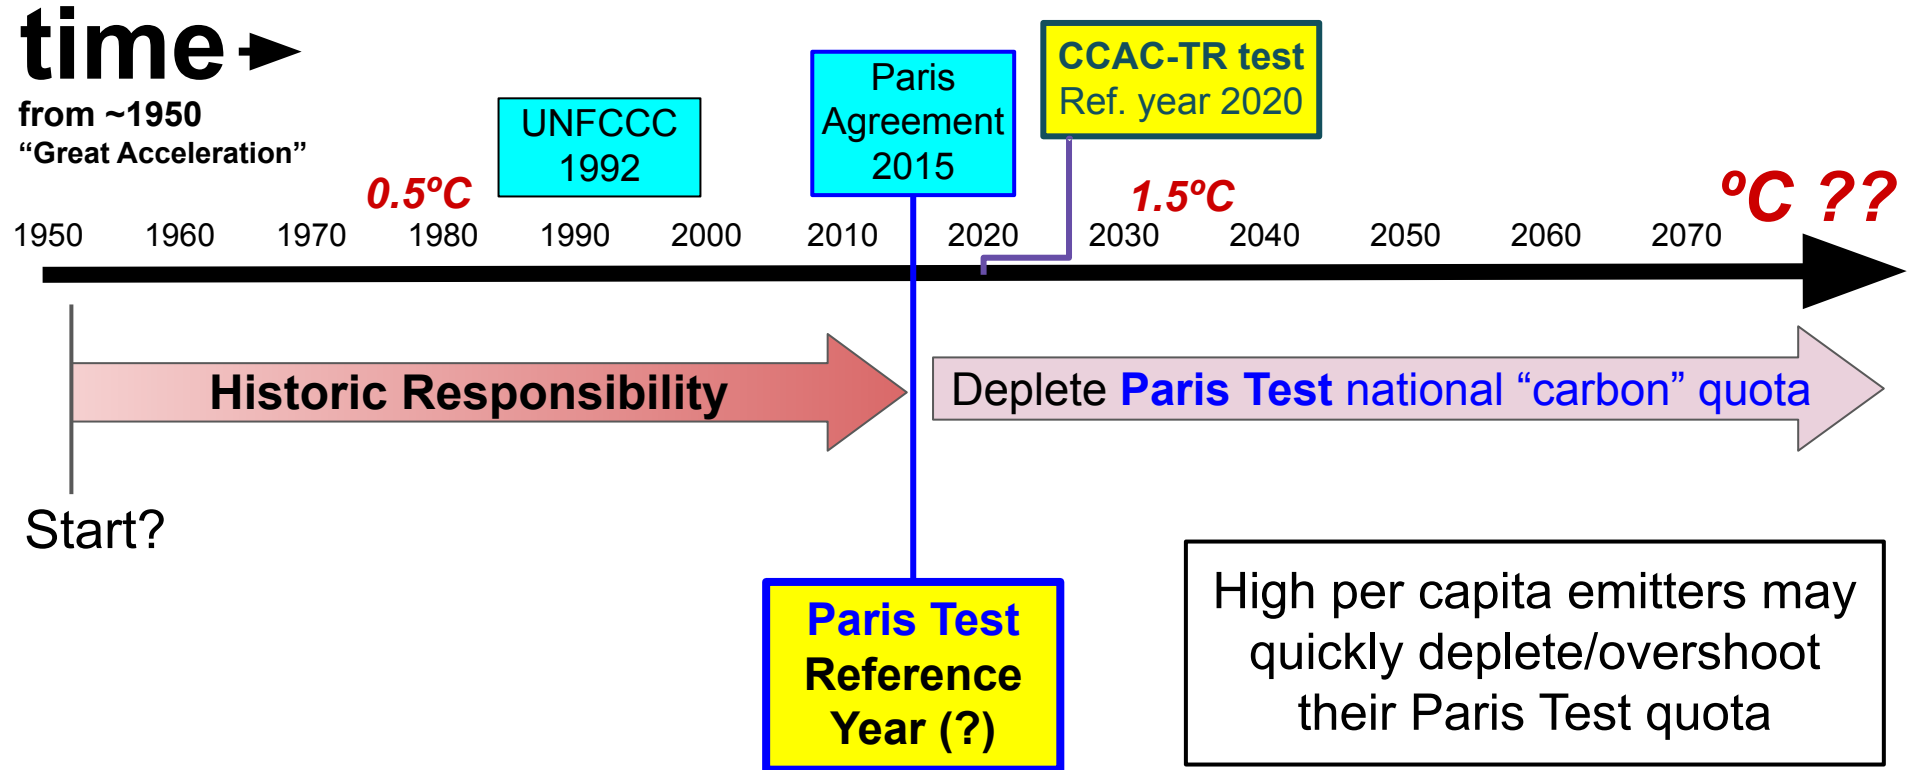 time
from ~1950
“Great Acceleration”
UNFCCC
1992
Paris
Agreement
2015
CCAC-TR test
Ref. year 2020
0.5ºC
1.5ºC
ºC ??
1950 1960 1970 1980 1990 2000 2010 2020 2030 2040 2050 2060 2070
Historic Responsibility
Deplete Paris Test national “carbon” quota
Start?
Paris Test
Reference
Year (?)
High per capita emitters may
quickly deplete/overshoot
their Paris Test quota